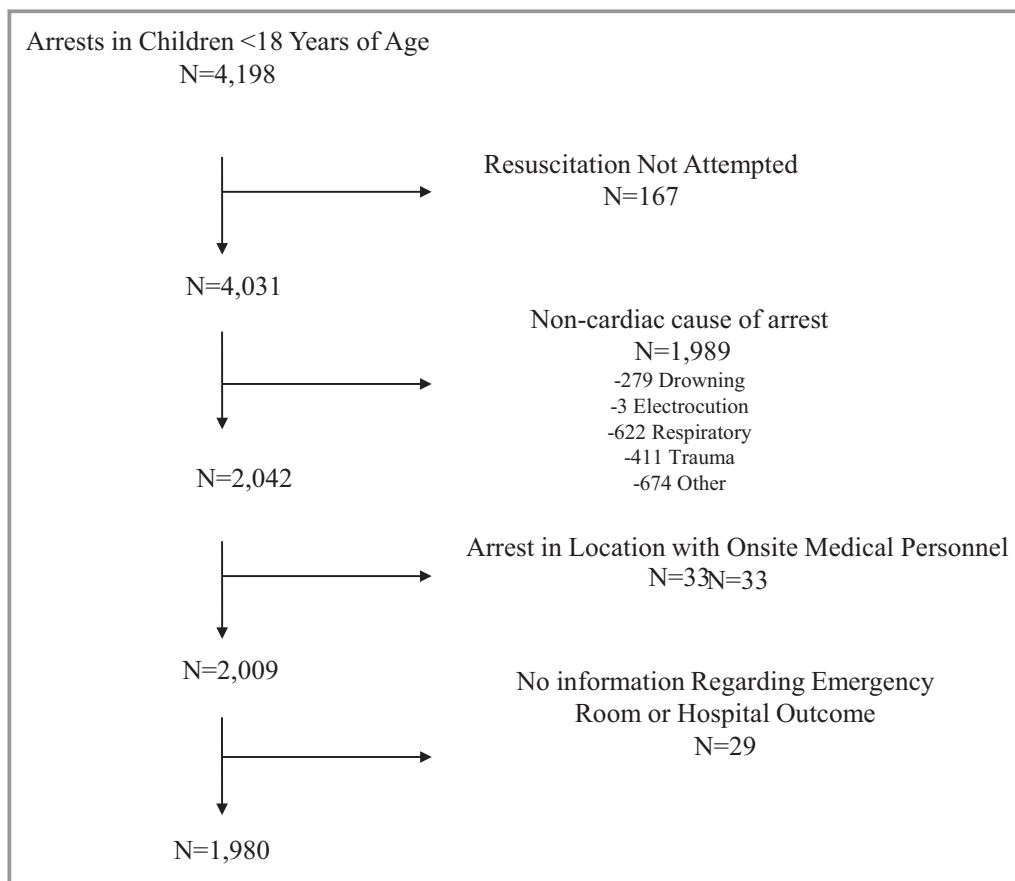 Arrests in Children <18 Years of Age
N=4,198
Resuscitation Not Attempted
N=167
N=4,031
Non-cardiac cause of arrest
N=1,989
-279 Drowning
-3 Electrocution
-622 Respiratory
-411 Trauma
-674 Other
N=2,042
Arrest in Location with Onsite Medical Personnel
N=33N=33
N=2,009
No information Regarding Emergency
Room or Hospital Outcome
N=29
N=1,980